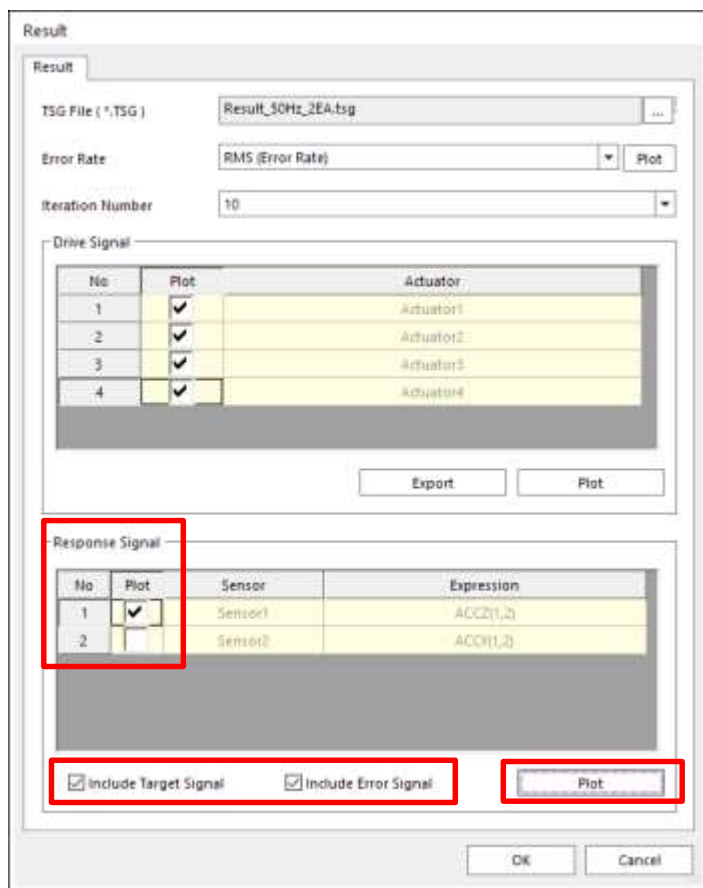 Result
Result
TSG File ( *.TSG ) Result_50Hz_2EA.tsg ...
Error Rate RMS (Error Rate) Plot
Iteration Number 10
Drive Signal
No Plot Actuator
1 Actuator1
2 Actuator2
3 Actuator3
4 Actuator4
Export Plot
Response Signal
No Plot Sensor Expression
1 Sensor1 ACCZ(1,2)
2 Sensor2 ACCX(1,2)
Include Target Signal Include Error Signal Plot
OK Cancel